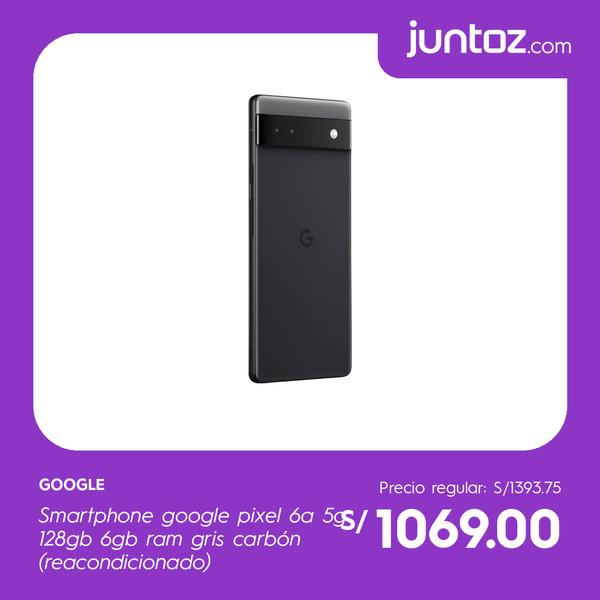 juntoz.com
GOOGLE
Smartphone google pixel 6a 5g
128gb 6gb ram gris carbón
(reacondicionado)
Precio regular: S/1393.75
S/ 1069.00